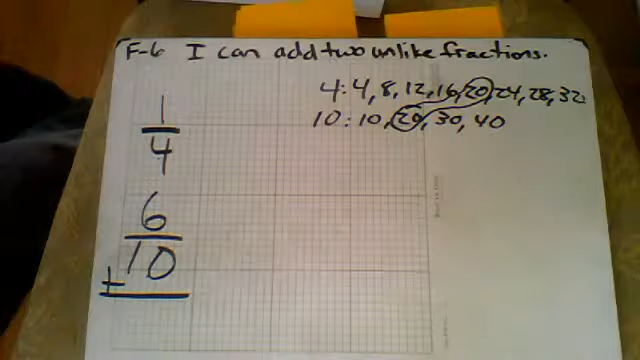 F-6 I can add two unlike fractions.
4: 4, 8, 12, 16, 20, 24, 28, 32
10: 10, 20, 30, 40
1
4
6
10
+